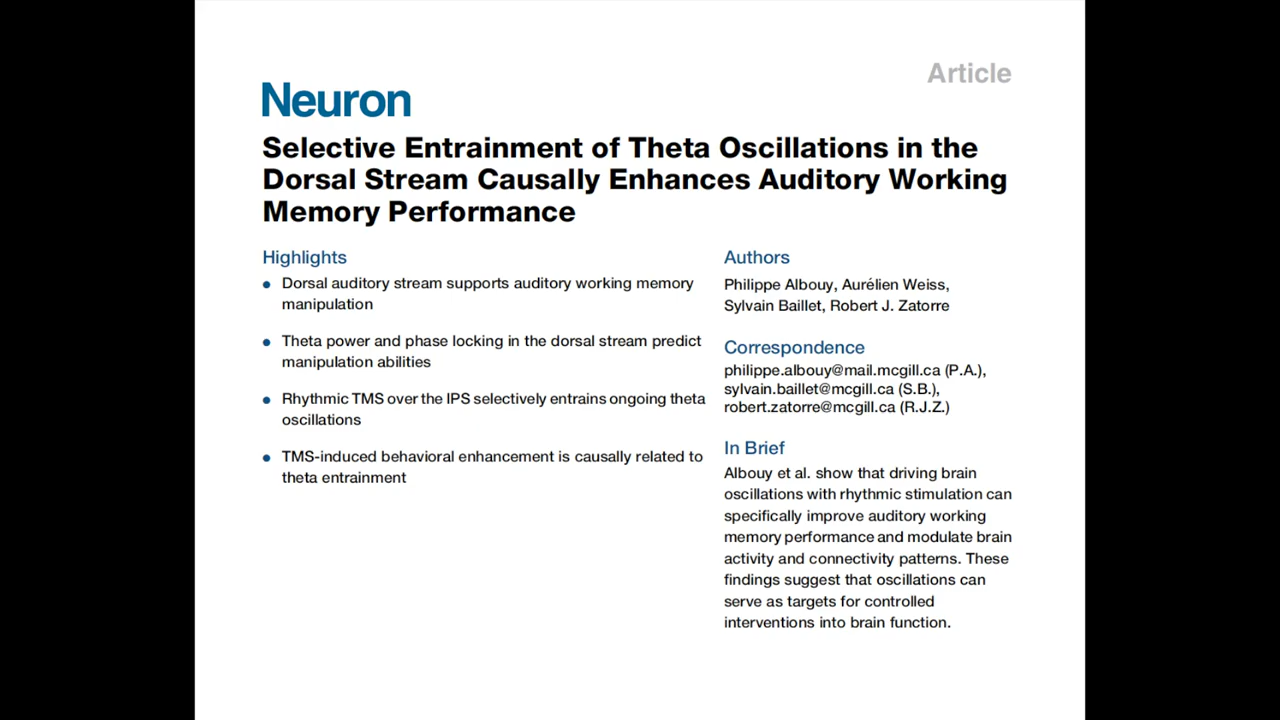 Article
Neuron
Selective Entrainment of Theta Oscillations in the
Dorsal Stream Causally Enhances Auditory Working
Memory Performance
Highlights
• Dorsal auditory stream supports auditory working memory
manipulation
• Theta power and phase locking in the dorsal stream predict
manipulation abilities
• Rhythmic TMS over the IPS selectively entrains ongoing theta
oscillations
• TMS-induced behavioral enhancement is causally related to
theta entrainment
Authors
Philippe Albouy, Aurélien Weiss,
Sylvain Baillet, Robert J. Zatorre
Correspondence
philippe.albouy@mail.mcgill.ca (P.A.),
sylvain.baillet@mcgill.ca (S.B.),
robert.zatorre@mcgill.ca (R.J.Z.)
In Brief
Albouy et al. show that driving brain
oscillations with rhythmic stimulation can
specifically improve auditory working
memory performance and modulate brain
activity and connectivity patterns. These
findings suggest that oscillations can
serve as targets for controlled
interventions into brain function.